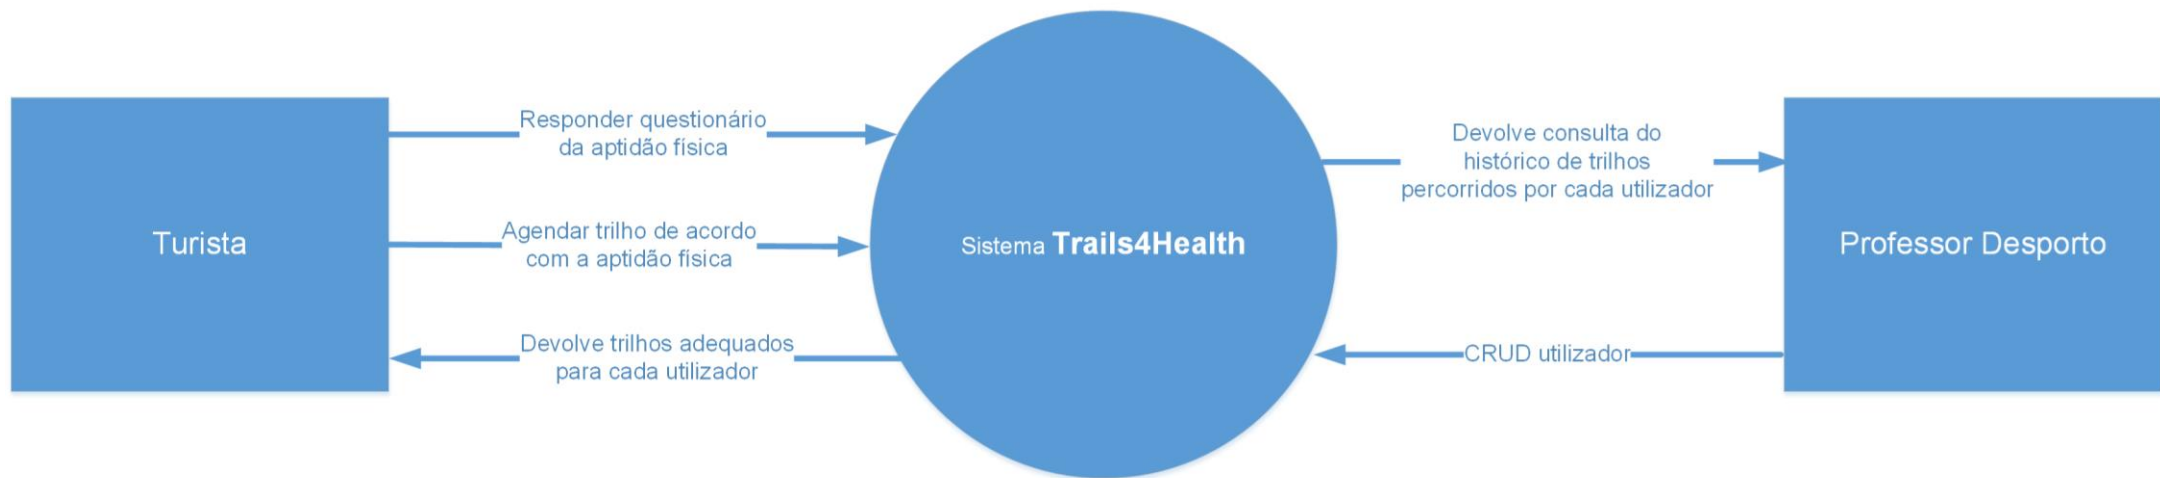 Turista
Responder questionário
da aptidão física
Agendar trilho de acordo
com a aptidão física
Devolve trilhos adequados
para cada utilizador
Sistema Trails4Health
Devolve consulta do
histórico de trilhos
percorridos por cada utilizador
CRUD utilizador
Professor Desporto